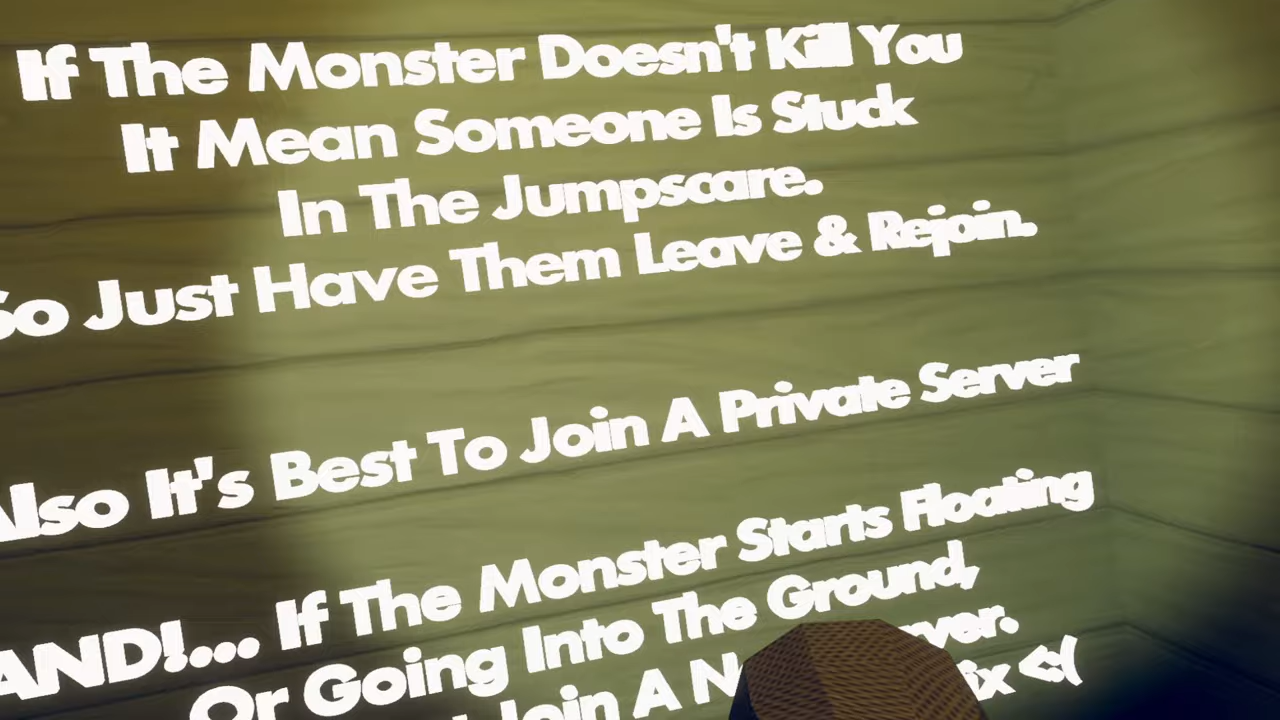 If The Monster Doesn't Kill You
It Mean Someone Is Stuck
In The Jumpscare.
So Just Have Them Leave & Rejoin.
Also It's Best To Join A Private Server
AND!... If The Monster Starts Floating
Or Going Into The Ground,
Join A